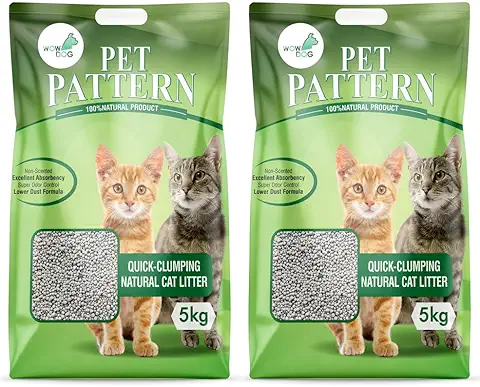 WOW
DOG
PET
PATTERN
100%NATURAL PRODUCT
Non-Scented
Excellent Absorbency
Super Odor Control
Lower Dust Formula
QUICK-CLUMPING
NATURAL CAT LITTER
5kg
WOW
DOG
PET
PATTERN
100%NATURAL PRODUCT
Non-Scented
Excellent Absorbency
Super Odor Control
Lower Dust Formula
QUICK-CLUMPING
NATURAL CAT LITTER
5kg